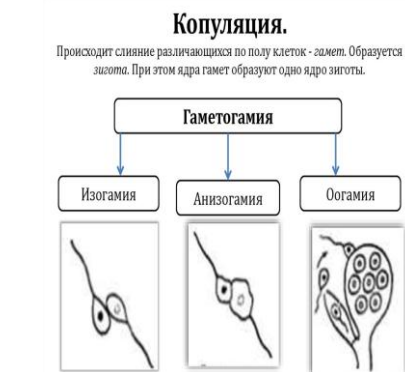 Копуляция.
Происходит слияние различающихся по полу клеток - гамет. Образуется
зигота. При этом ядра гамет образуют одно ядро зиготы.
Гаметогамия
Изогамия
Анизогамия
Оогамия